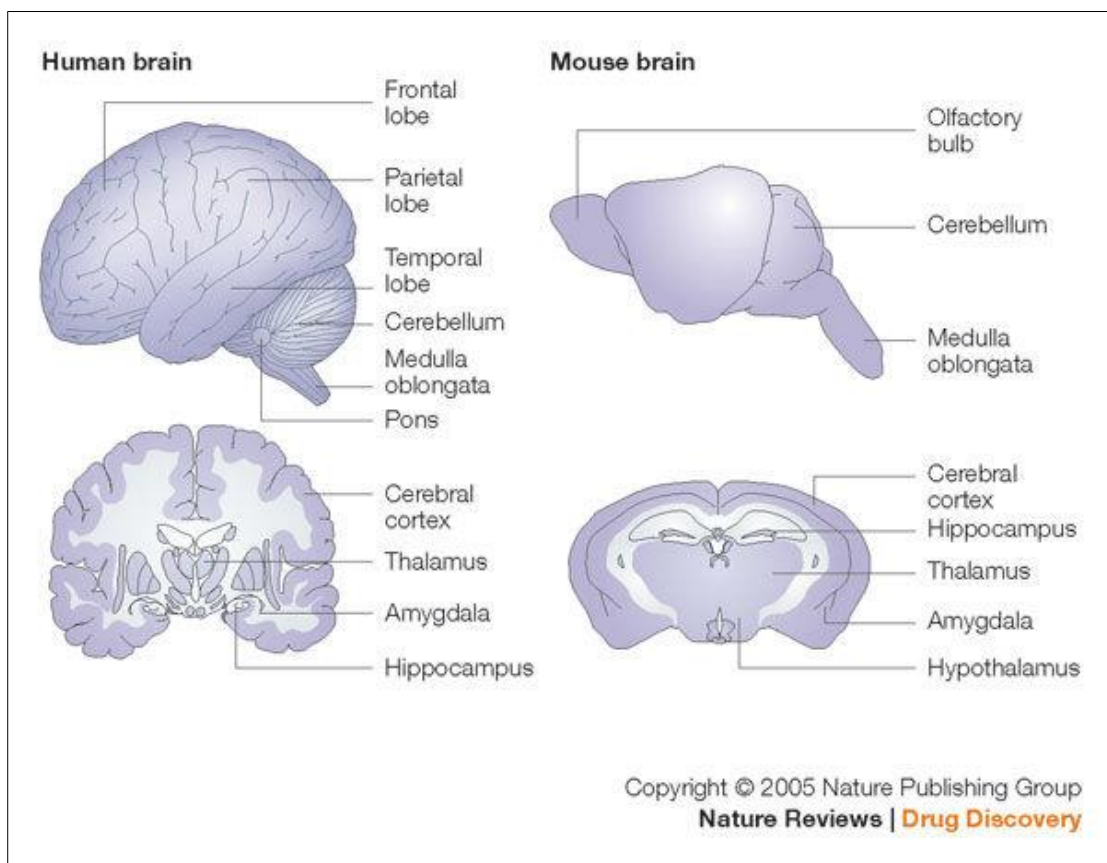 Human brain
Frontal
lobe
Parietal
lobe
Temporal
lobe
Cerebellum
Medulla
oblongata
Pons
Cerebral
cortex
Thalamus
Amygdala
Hippocampus
Mouse brain
Olfactory
bulb
Cerebellum
Medulla
oblongata
Cerebral
cortex
Hippocampus
Thalamus
Amygdala
Hypothalamus
Copyright © 2005 Nature Publishing Group
Nature Reviews | Drug Discovery